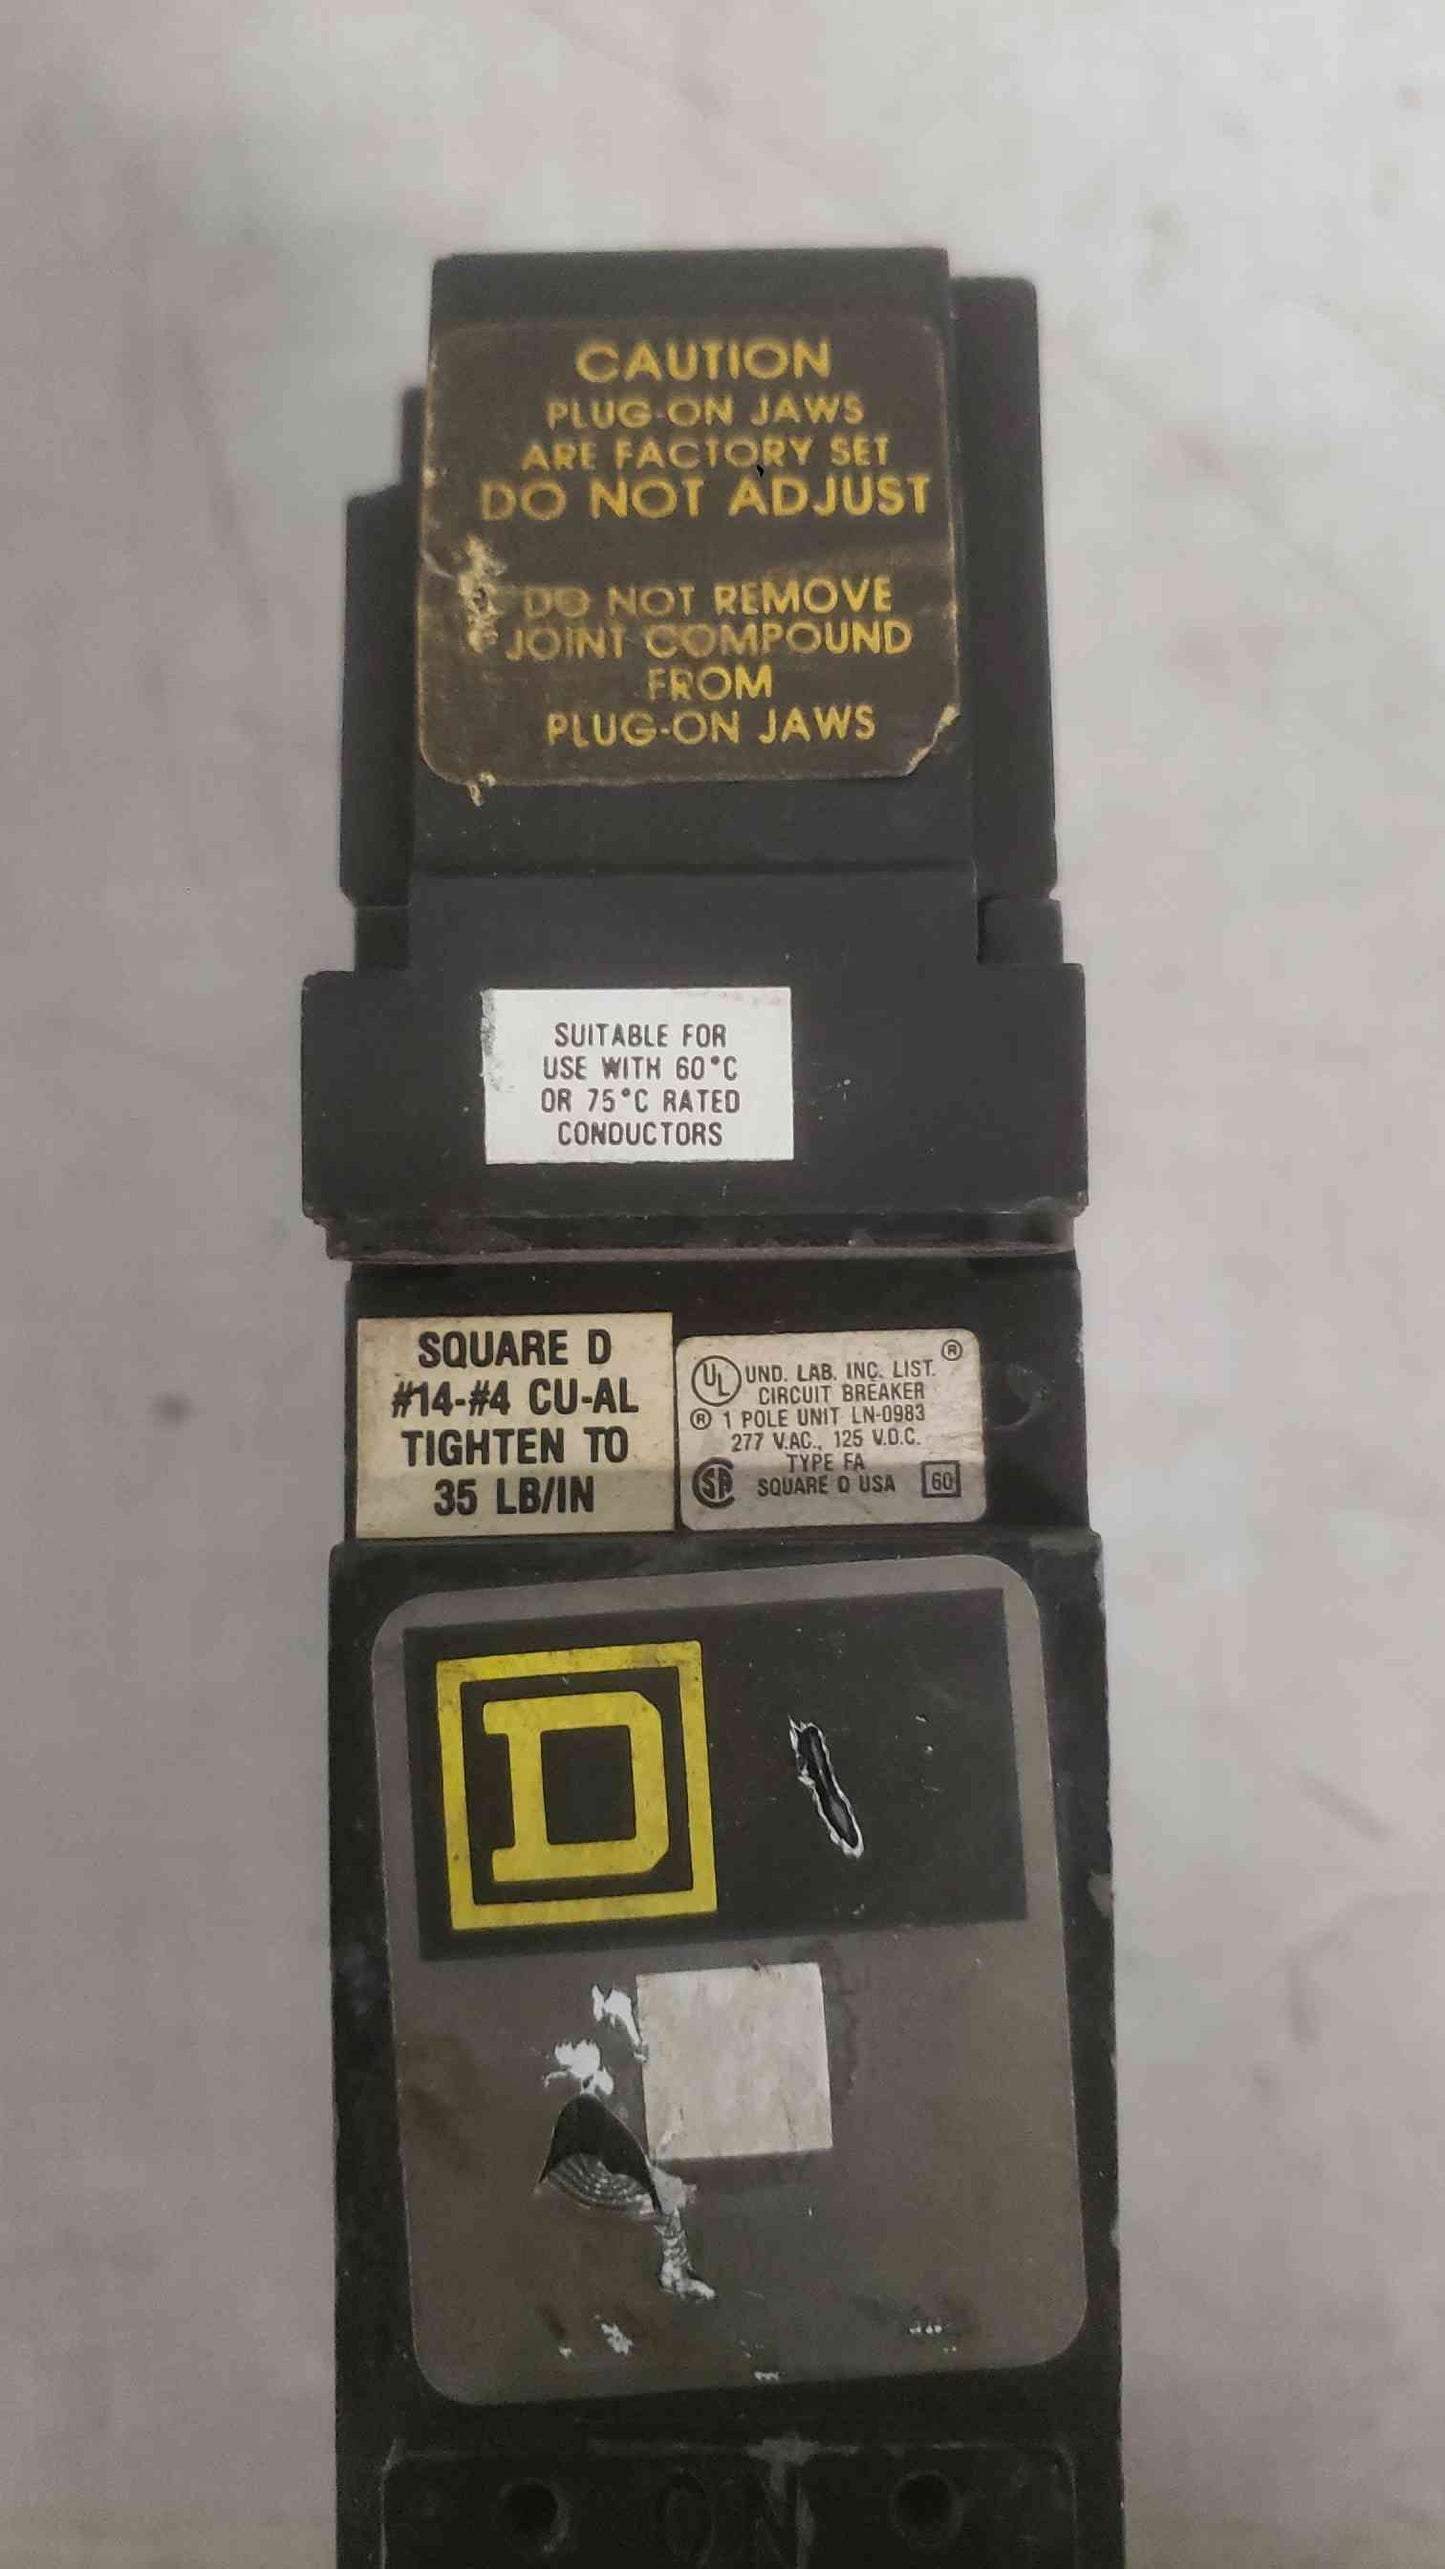 CAUTION
PLUG-ON JAWS
ARE FACTORY SET
DO NOT ADJUST
DO NOT REMOVE
JOINT COMPOUND
FROM
PLUG-ON JAWS
SUITABLE FOR
USE WITH 60°C
OR 75°C RATED
CONDUCTORS
SQUARE D
#14-#4 CU-AL
TIGHTEN TO
35 LB/IN
UL UND. LAB. INC. LIST. ®
CIRCUIT BREAKER
® 1 POLE UNIT LN-0983
277 V.AC., 125 V.D.C.
TYPE FA
SA SQUARE D USA 60
D
ON